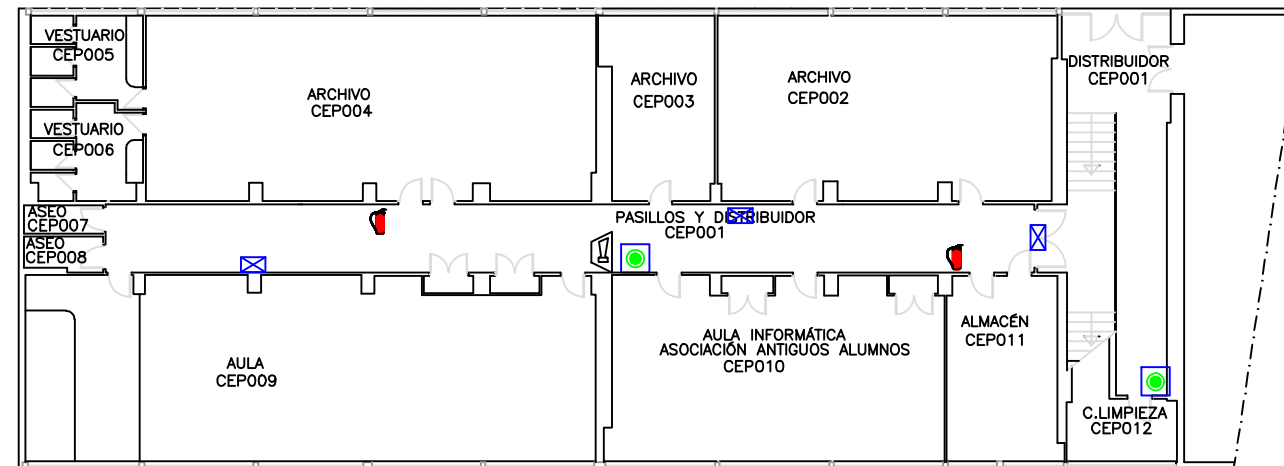 VESTUARIO
CEP005
ARCHIVO
CEP004
ARCHIVO
CEP003
ARCHIVO
CEP002
DISTRIBUIDOR
CEP001
VESTUARIO
CEP006
ASEO
CEP007
ASEO
CEP008
PASILLOS Y DISTRIBUIDOR
CEP001
AULA
CEP009
AULA INFORMÁTICA
ASOCIACIÓN ANTIGUOS ALUMNOS
CEP010
ALMACÉN
CEP011
C.LIMPIEZA
CEP012